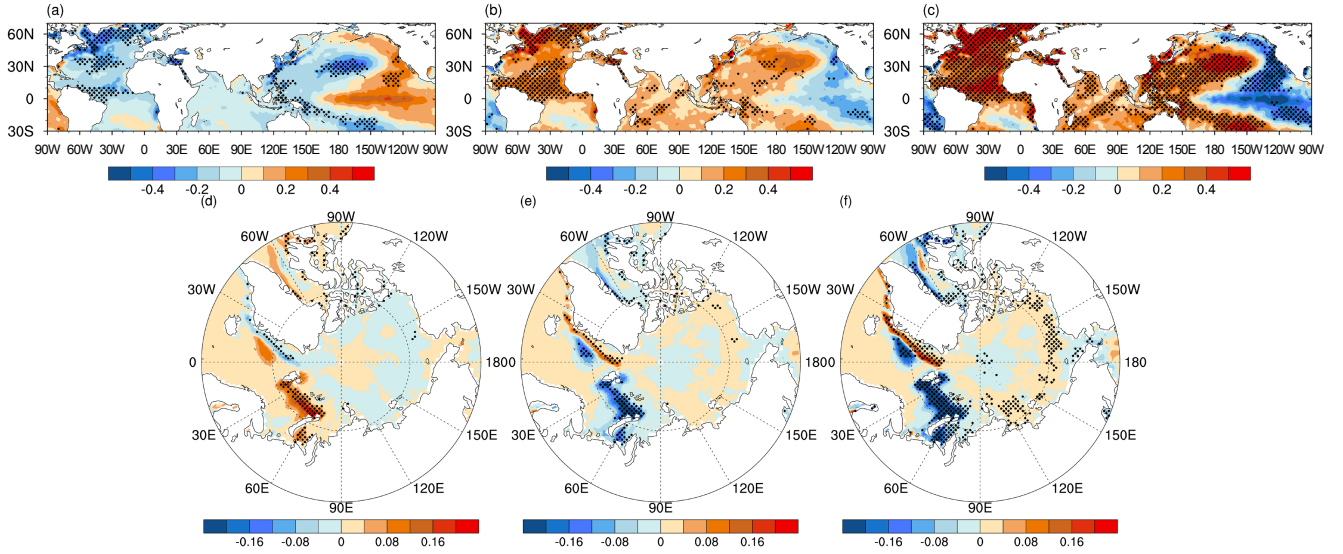 (a) (b) (c)
60N 60N 60N
30N 30N 30N
0 0 0
30S 30S 30S
90W 60W 30W 0 30E 60E 90E 120E 150E 180 150W 120W 90W 90W 60W 30W 0 30E 60E 90E 120E 150E 180 150W 120W 90W 90W 60W 30W 0 30E 60E 90E 120E 150E 180 150W 120W 90W
-0.4 -0.2 0 0.2 0.4 -0.4 -0.2 0 0.2 0.4 -0.4 -0.2 0 0.2 0.4
(d) (e) (f)
90W 90W 90W
60W 120W 60W 120W 60W 120W
30W 150W 30W 150W 30W 150W
0 180 0 180 0 180
30E 150E 30E 150E 30E 150E
60E 120E 60E 120E 60E 120E
90E 90E 90E
-0.16 -0.08 0 0.08 0.16 -0.16 -0.08 0 0.08 0.16 -0.16 -0.08 0 0.08 0.16